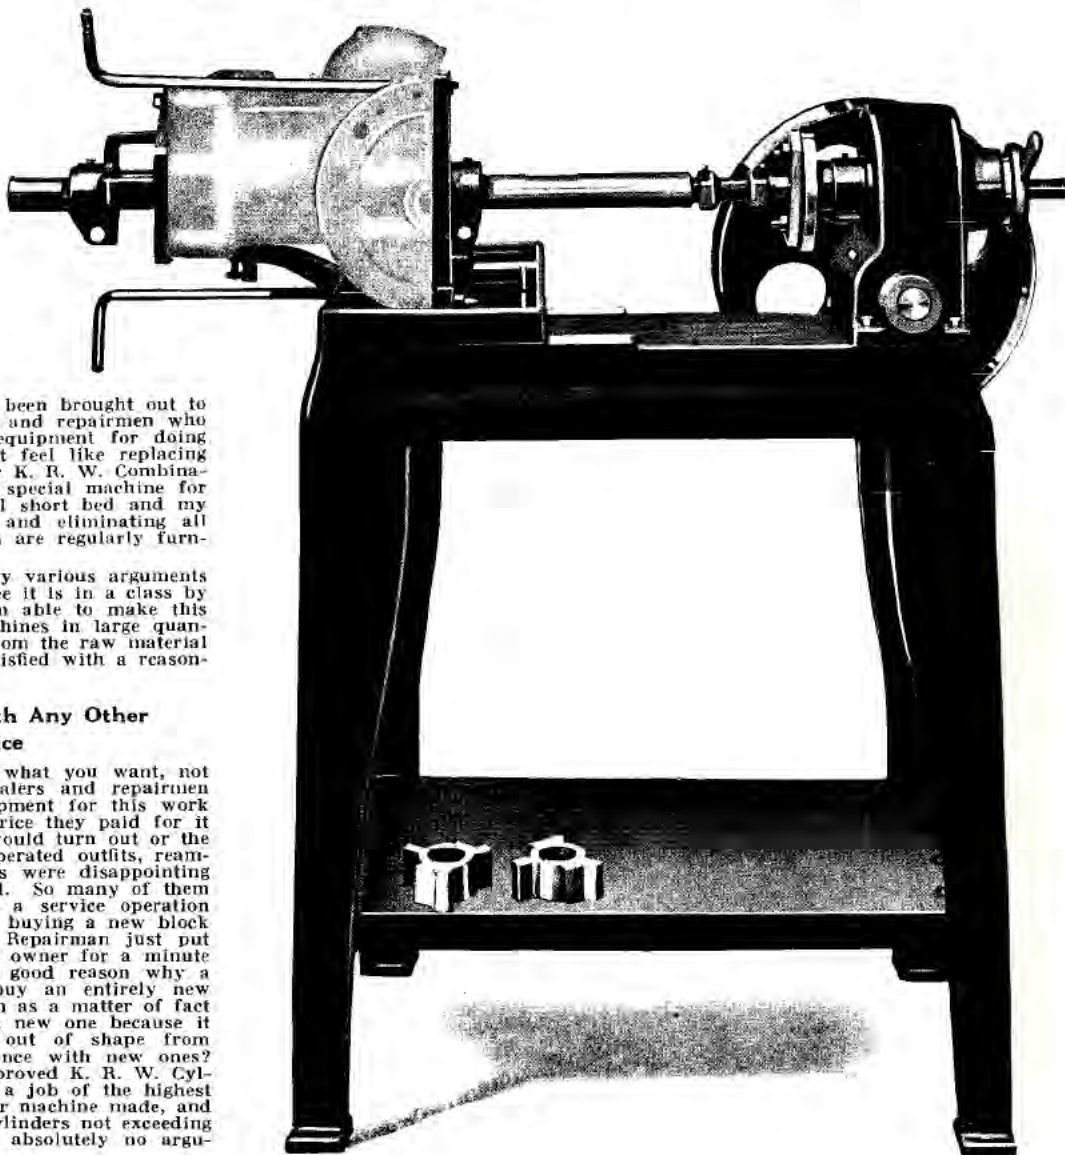 been brought out to
and repairmen who
equipment for doing
t feel like replacing
K. R. W. Combina-
special machine for
l short bed and my
and eliminating all
are regularly furn-
y various arguments
e it is in a class by
able to make this
hines in large quan-
om the raw material
isfied with a reason-
th Any Other
ce
what you want, not
alers and repairmen
pment for this work
rice they paid for it
ould turn out or the
perated outfits, ream-
s were disappointing
l. So many of them
a service operation
buying a new block
Repairman just put
owner for a minute
good reason why a
buy an entirely new
n as a matter of fact
new one because it
out of shape from
ence with new ones?
proved K. R. W. Cyl-
a job of the highest
r machine made, and
ylinders not exceeding
absolutely no argu-